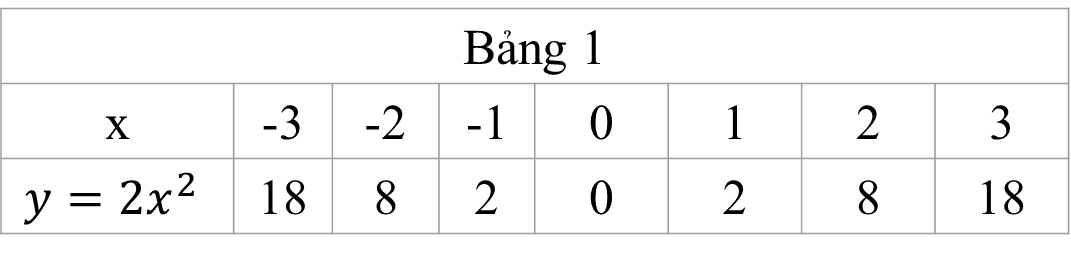 Bảng 1
x -3 -2 -1 0 1 2 3
y = 2x² 18 8 2 0 2 8 18